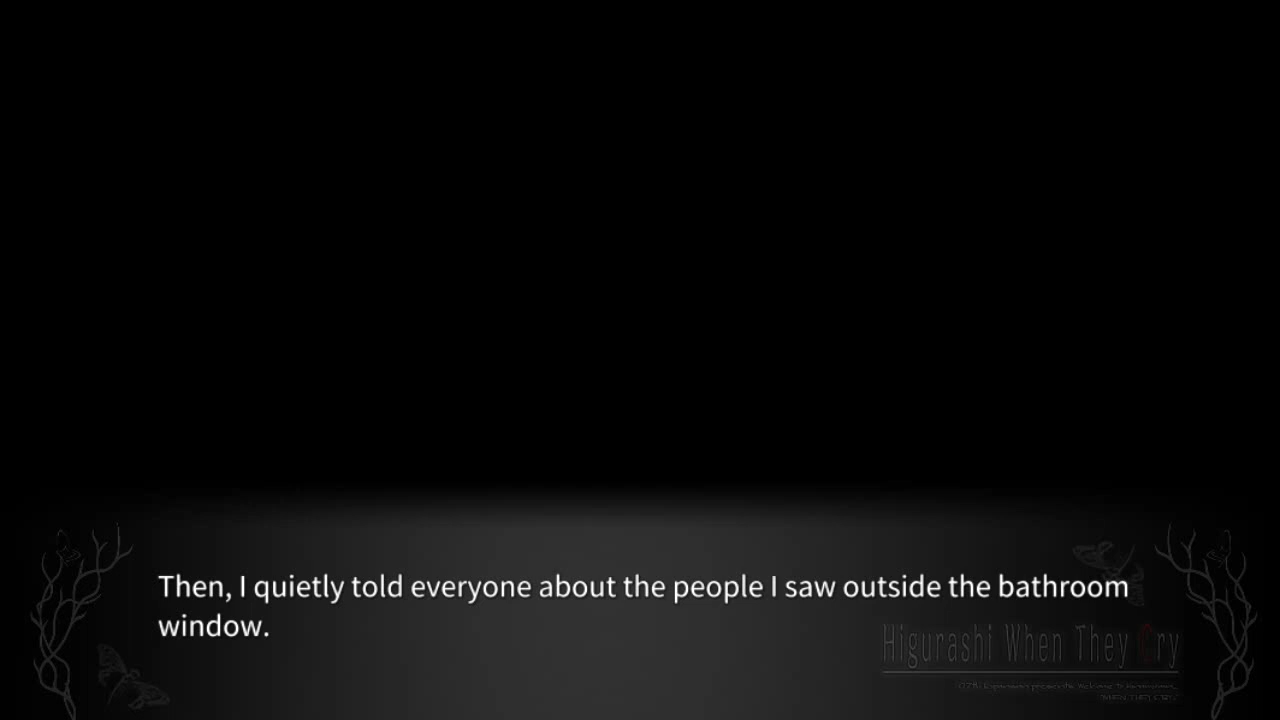 Then, I quietly told everyone about the people I saw outside the bathroom
window.
Higurashi When They Cry